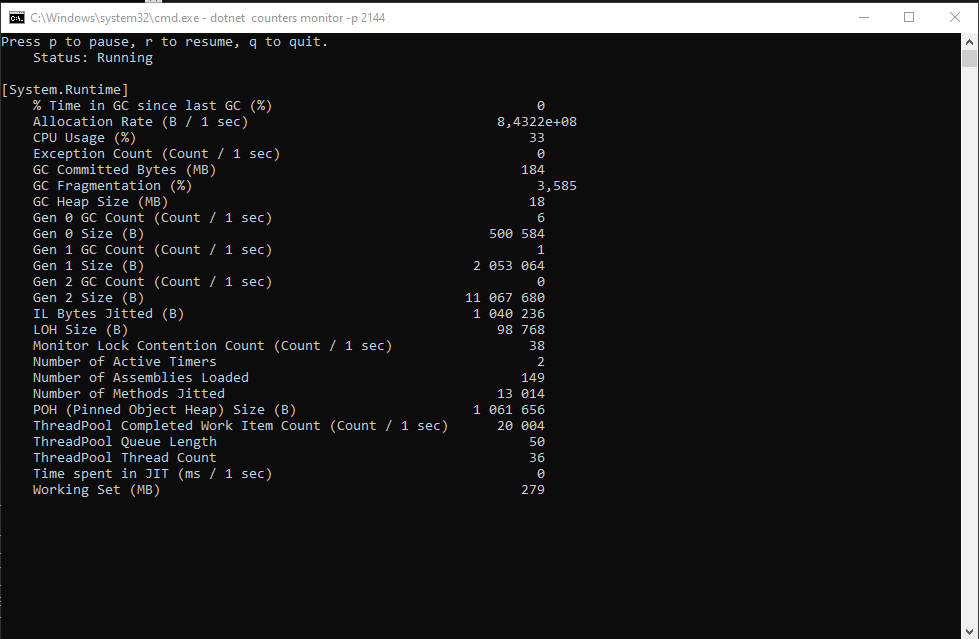 C:\Windows\system32\cmd.exe - dotnet counters monitor -p 2144
Press p to pause, r to resume, q to quit.
Status: Running
[System.Runtime]
% Time in GC since last GC (%) 0
Allocation Rate (B / 1 sec) 8,4322e+08
CPU Usage (%) 33
Exception Count (Count / 1 sec) 0
GC Committed Bytes (MB) 184
GC Fragmentation (%) 3,585
GC Heap Size (MB) 18
Gen 0 GC Count (Count / 1 sec) 6
Gen 0 Size (B) 500 584
Gen 1 GC Count (Count / 1 sec) 1
Gen 1 Size (B) 2 053 064
Gen 2 GC Count (Count / 1 sec) 0
Gen 2 Size (B) 11 067 680
IL Bytes Jitted (B) 1 040 236
LOH Size (B) 98 768
Monitor Lock Contention Count (Count / 1 sec) 38
Number of Active Timers 2
Number of Assemblies Loaded 149
Number of Methods Jitted 13 014
POH (Pinned Object Heap) Size (B) 1 061 656
ThreadPool Completed Work Item Count (Count / 1 sec) 20 004
ThreadPool Queue Length 50
ThreadPool Thread Count 36
Time spent in JIT (ms / 1 sec) 0
Working Set (MB) 279